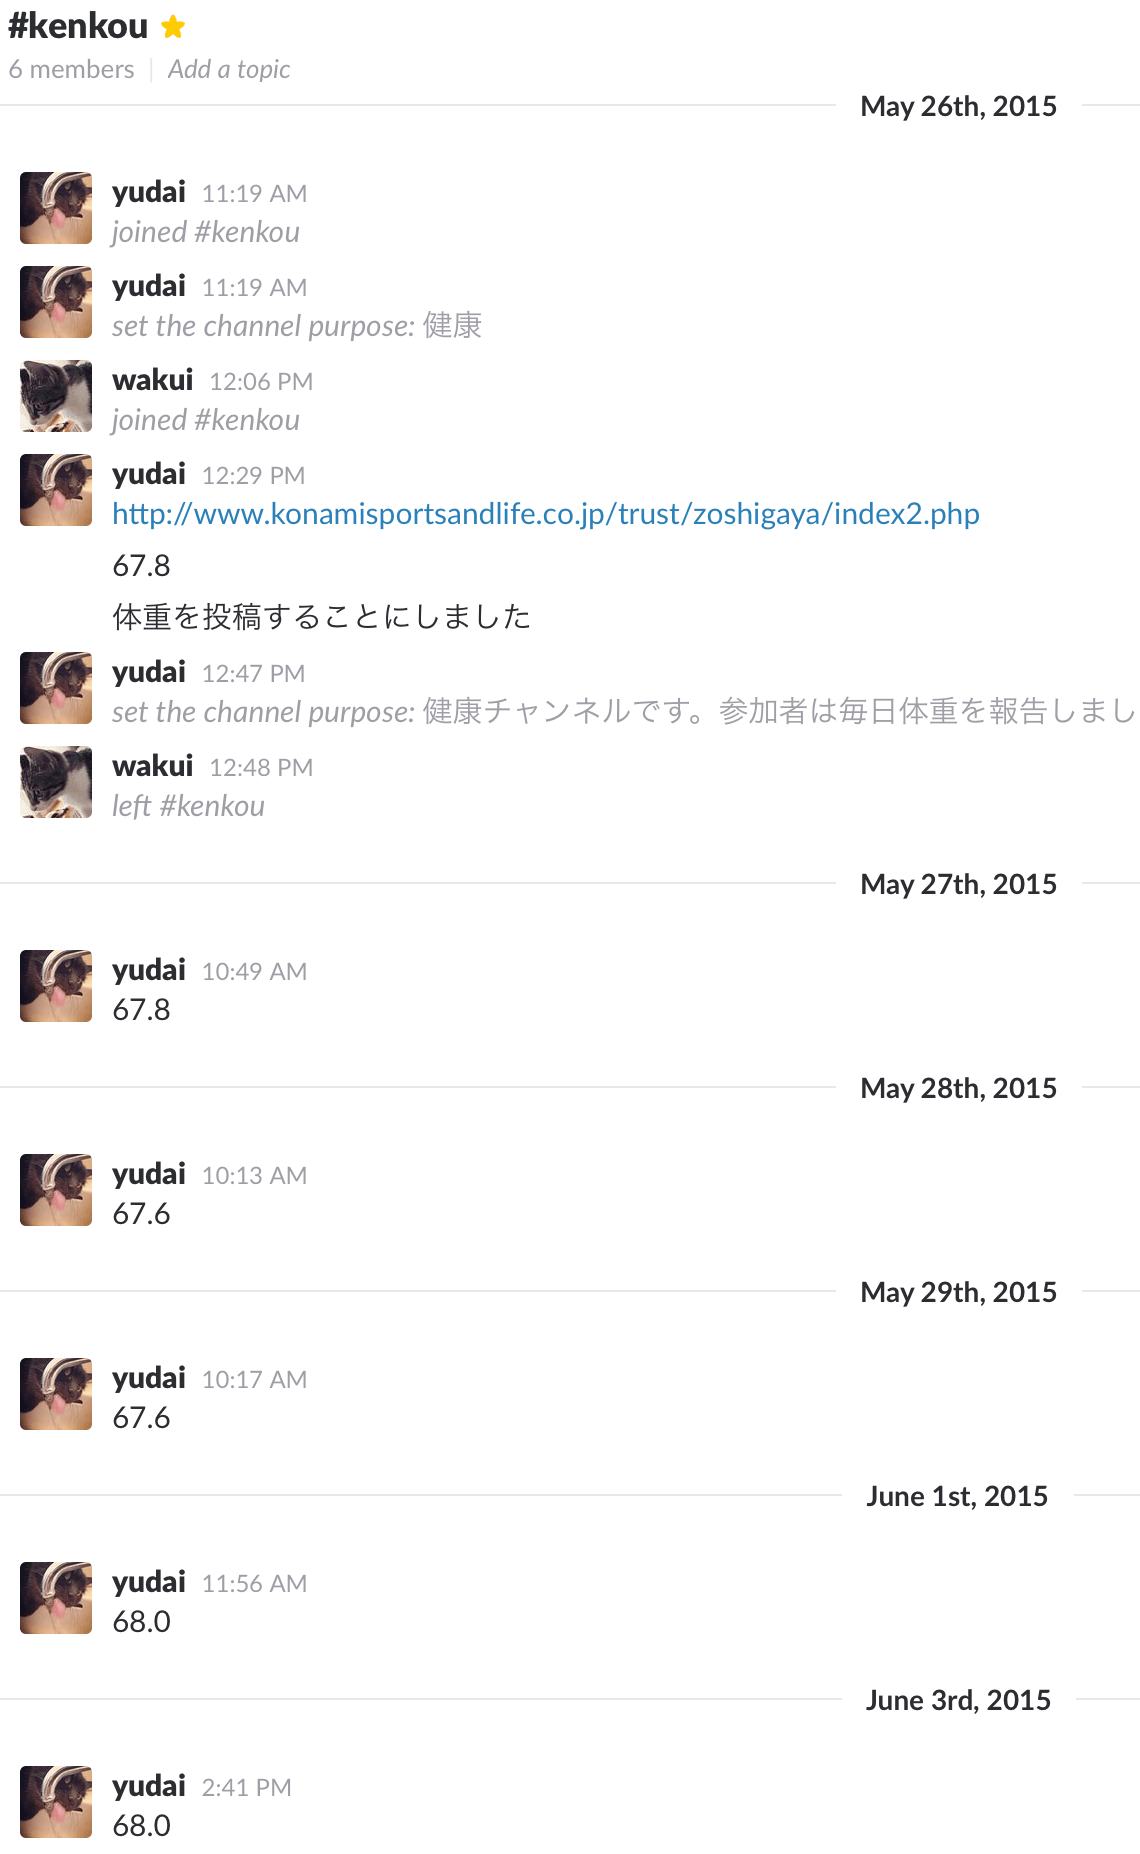 #kenkou
6 members Add a topic
May 26th, 2015
yudai 11:19 AM
joined #kenkou
yudai 11:19 AM
set the channel purpose: 健康
wakui 12:06 PM
joined #kenkou
yudai 12:29 PM
http://www.konamisportsandlife.co.jp/trust/zoshigaya/index2.php
67.8
体重を投稿することにしました
yudai 12:47 PM
set the channel purpose: 健康チャンネルです。参加者は毎日体重を報告しまし
wakui 12:48 PM
left #kenkou
May 27th, 2015
yudai 10:49 AM
67.8
May 28th, 2015
yudai 10:13 AM
67.6
May 29th, 2015
yudai 10:17 AM
67.6
June 1st, 2015
yudai 11:56 AM
68.0
June 3rd, 2015
yudai 2:41 PM
68.0